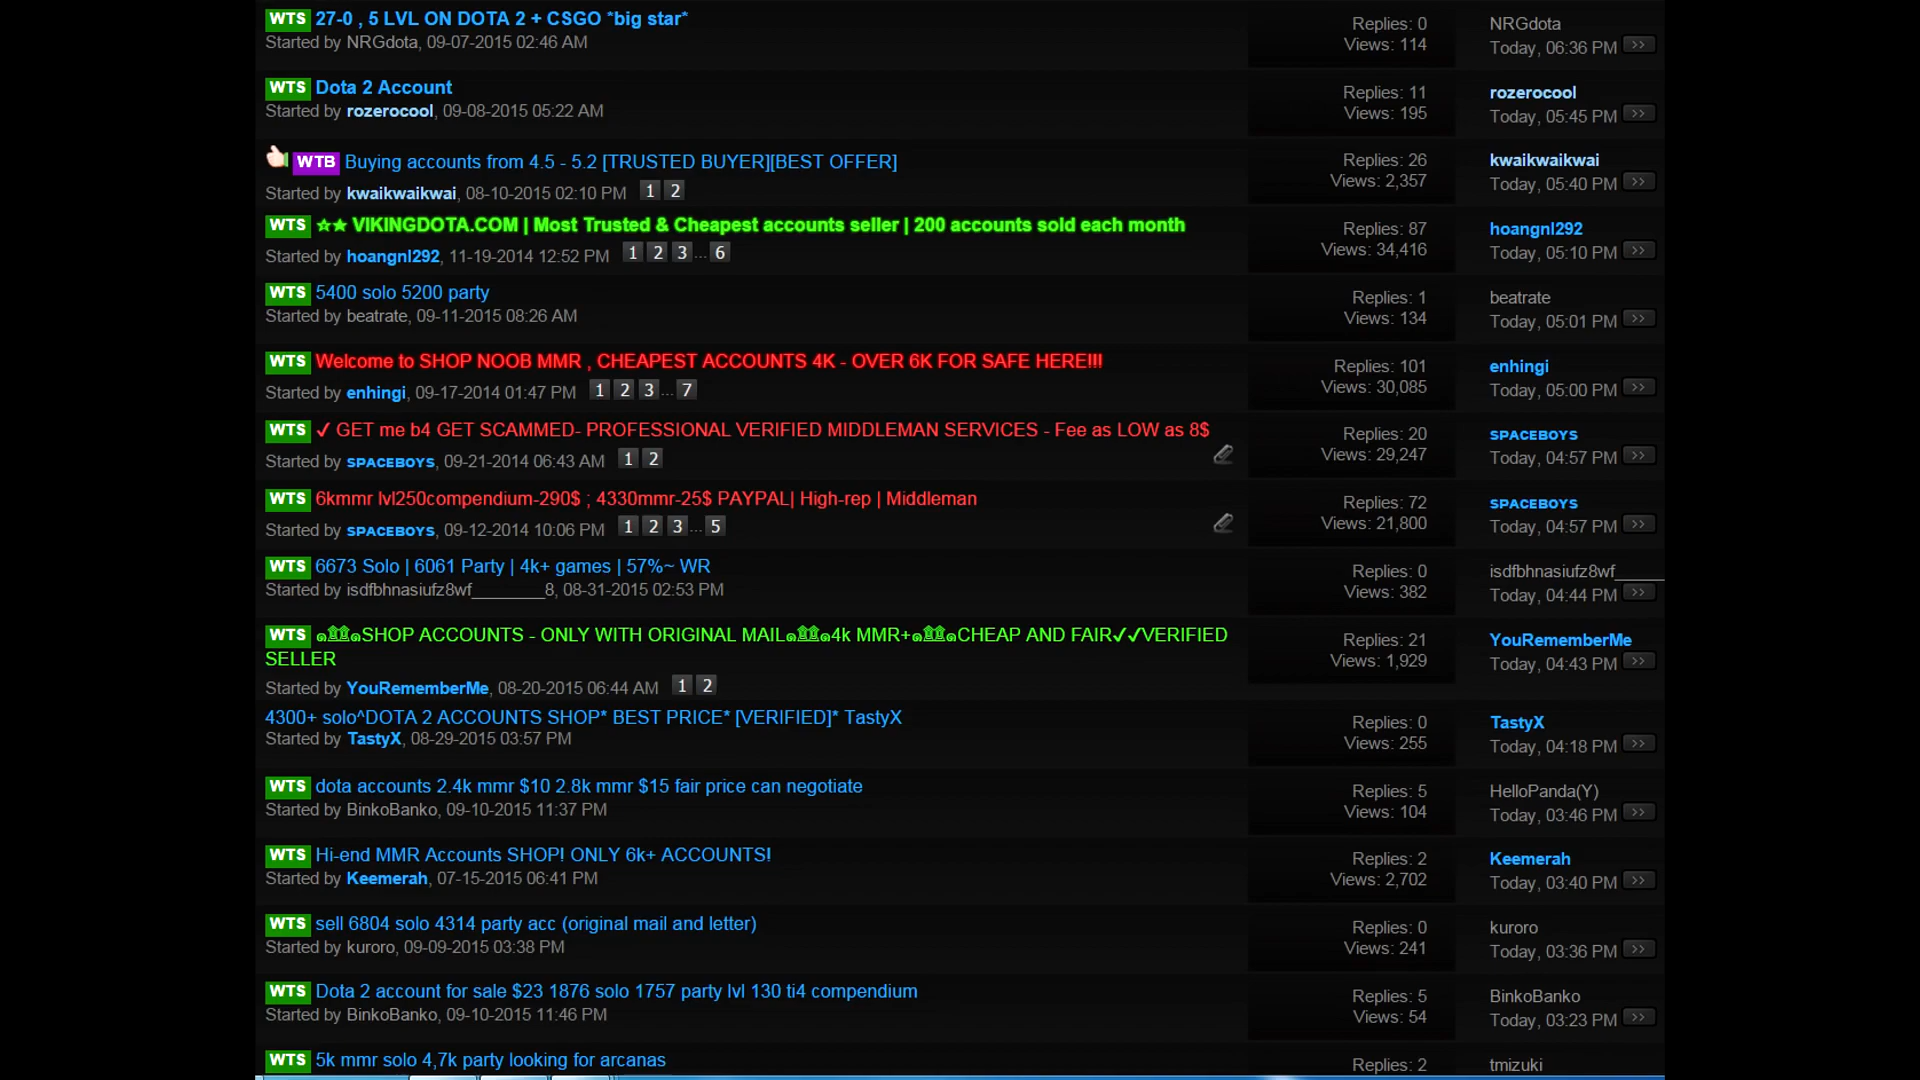 WTS 27-0 , 5 LVL ON DOTA 2 + CSGO *big star*
Started by NRGdota, 09-07-2015 02:46 AM
Replies: 0
Views: 114
NRGdota
Today, 06:36 PM >>
WTS Dota 2 Account
Started by rozerocool, 09-08-2015 05:22 AM
Replies: 11
Views: 195
rozerocool
Today, 05:45 PM >>
WTB Buying accounts from 4.5 - 5.2 [TRUSTED BUYER][BEST OFFER]
Started by kwaikwaikwai, 08-10-2015 02:10 PM 1 2
Replies: 26
Views: 2,357
kwaikwaikwai
Today, 05:40 PM >>
WTS ☆★ VIKINGDOTA.COM | Most Trusted & Cheapest accounts seller | 200 accounts sold each month
Started by hoangnl292, 11-19-2014 12:52 PM 1 2 3 ... 6
Replies: 87
Views: 34,416
hoangnl292
Today, 05:10 PM >>
WTS 5400 solo 5200 party
Started by beatrate, 09-11-2015 08:26 AM
Replies: 1
Views: 134
beatrate
Today, 05:01 PM >>
WTS Welcome to SHOP NOOB MMR , CHEAPEST ACCOUNTS 4K - OVER 6K FOR SAFE HERE!!!
Started by enhingi, 09-17-2014 01:47 PM 1 2 3 ... 7
Replies: 101
Views: 30,085
enhingi
Today, 05:00 PM >>
WTS ✓ GET me b4 GET SCAMMED- PROFESSIONAL VERIFIED MIDDLEMAN SERVICES - Fee as LOW as 8$
Started by SPACEBOYS, 09-21-2014 06:43 AM 1 2
Replies: 20
Views: 29,247
SPACEBOYS
Today, 04:57 PM >>
WTS 6kmmr lvl250compendium-290$ ; 4330mmr-25$ PAYPAL| High-rep | Middleman
Started by SPACEBOYS, 09-12-2014 10:06 PM 1 2 3 ... 5
Replies: 72
Views: 21,800
SPACEBOYS
Today, 04:57 PM >>
WTS 6673 Solo | 6061 Party | 4k+ games | 57%~ WR
Started by isdfbhnasiufz8wf________8, 08-31-2015 02:53 PM
Replies: 0
Views: 382
isdfbhnasiufz8wf_____
Today, 04:44 PM >>
WTS ๑۩۩๑SHOP ACCOUNTS - ONLY WITH ORIGINAL MAIL๑۩۩๑4k MMR+๑۩۩๑CHEAP AND FAIR✓✓VERIFIED
SELLER
Started by YouRememberMe, 08-20-2015 06:44 AM 1 2
Replies: 21
Views: 1,929
YouRememberMe
Today, 04:43 PM >>
4300+ solo^DOTA 2 ACCOUNTS SHOP* BEST PRICE* [VERIFIED]* TastyX
Started by TastyX, 08-29-2015 03:57 PM
Replies: 0
Views: 255
TastyX
Today, 04:18 PM >>
WTS dota accounts 2.4k mmr $10 2.8k mmr $15 fair price can negotiate
Started by BinkoBanko, 09-10-2015 11:37 PM
Replies: 5
Views: 104
HelloPanda(Y)
Today, 03:46 PM >>
WTS Hi-end MMR Accounts SHOP! ONLY 6k+ ACCOUNTS!
Started by Keemerah, 07-15-2015 06:41 PM
Replies: 2
Views: 2,702
Keemerah
Today, 03:40 PM >>
WTS sell 6804 solo 4314 party acc (original mail and letter)
Started by kuroro, 09-09-2015 03:38 PM
Replies: 0
Views: 241
kuroro
Today, 03:36 PM >>
WTS Dota 2 account for sale $23 1876 solo 1757 party lvl 130 ti4 compendium
Started by BinkoBanko, 09-10-2015 11:46 PM
Replies: 5
Views: 54
BinkoBanko
Today, 03:23 PM >>
WTS 5k mmr solo 4,7k party looking for arcanas
Replies: 2
tmizuki